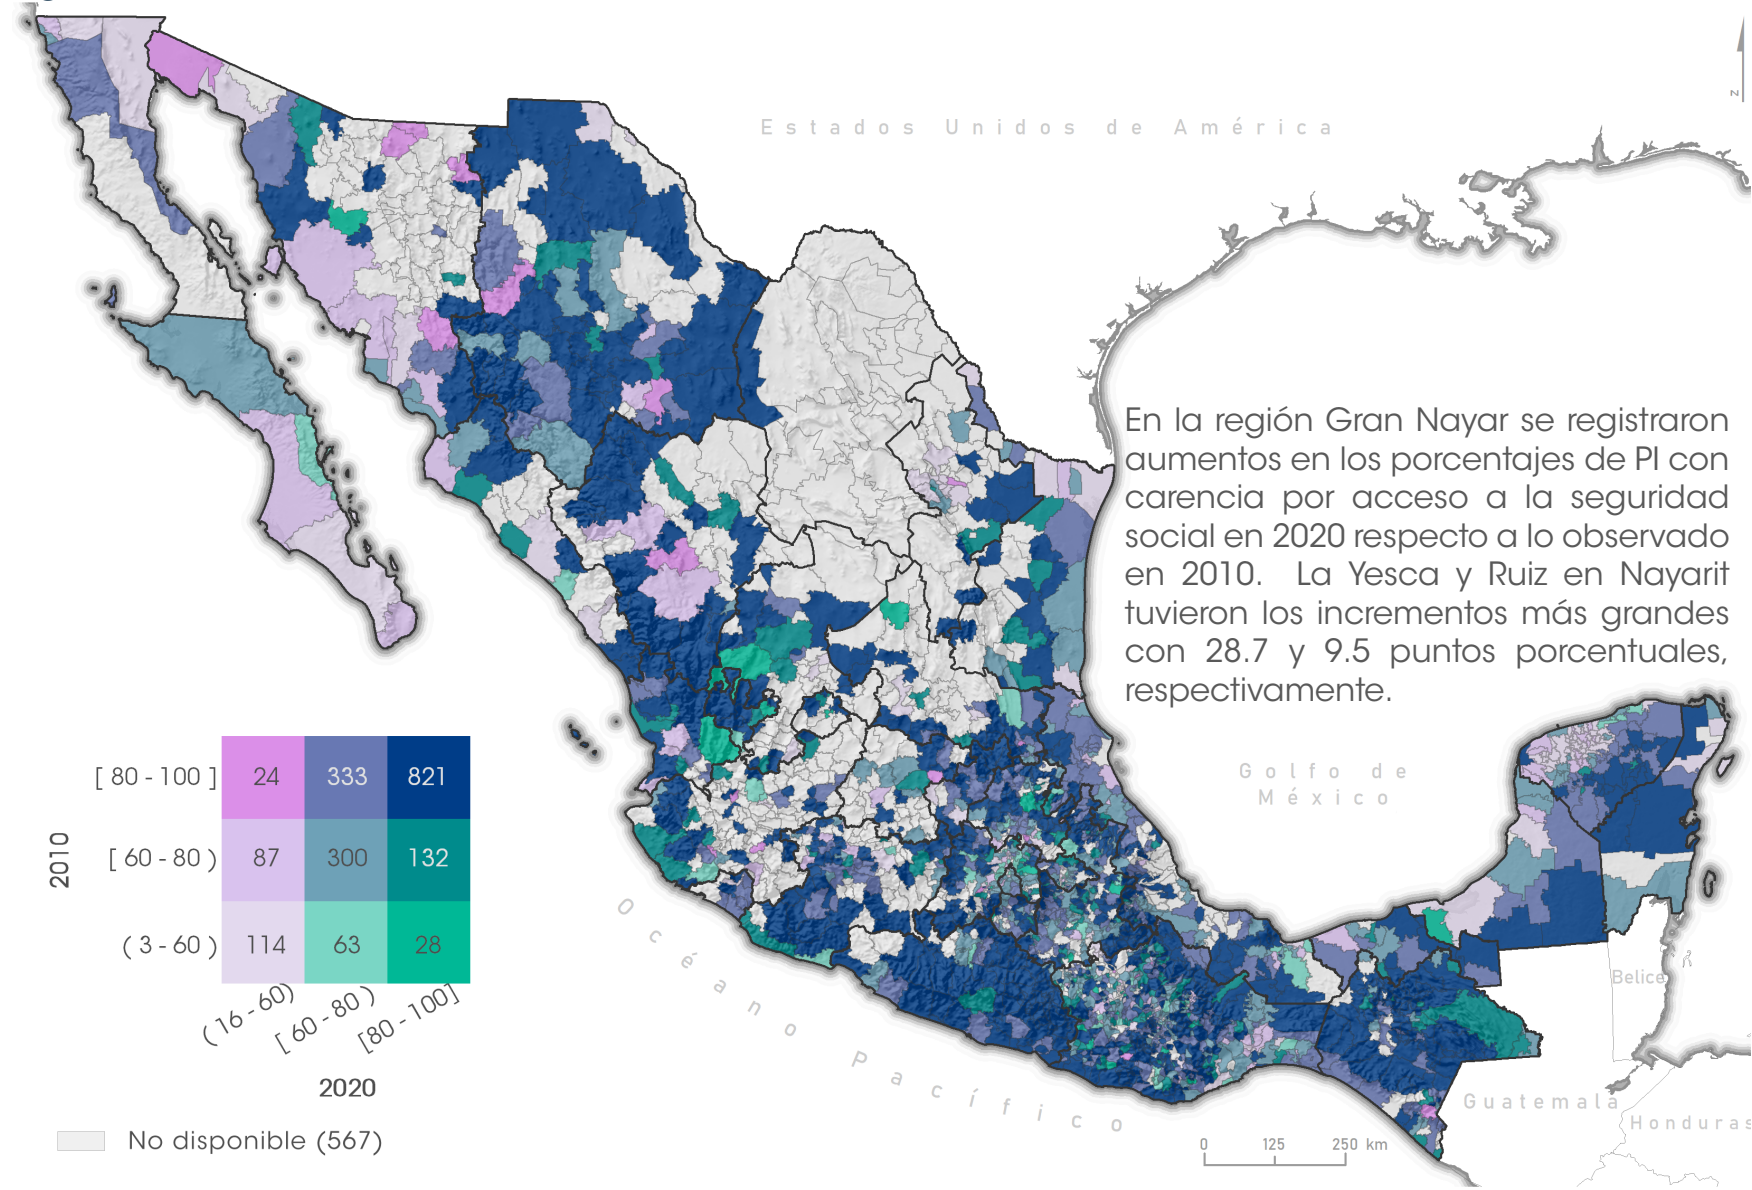 z
Estados Unidos de América
En la región Gran Nayar se registraron
aumentos en los porcentajes de PI con
carencia por acceso a la seguridad
social en 2020 respecto a lo observado
en 2010. La Yesca y Ruiz en Nayarit
tuvieron los incrementos más grandes
con 28.7 y 9.5 puntos porcentuales,
respectivamente.
Golfo de
México
2010
[ 80 - 100 ] 24 333 821
[ 60 - 80 ) 87 300 132
( 3 - 60 ) 114 63 28
( 16 - 60) [ 60 - 80 ) [80 - 100]
2020
No disponible (567)
Océano Pacífico
Belice
Guatemala
Honduras
0 125 250 km